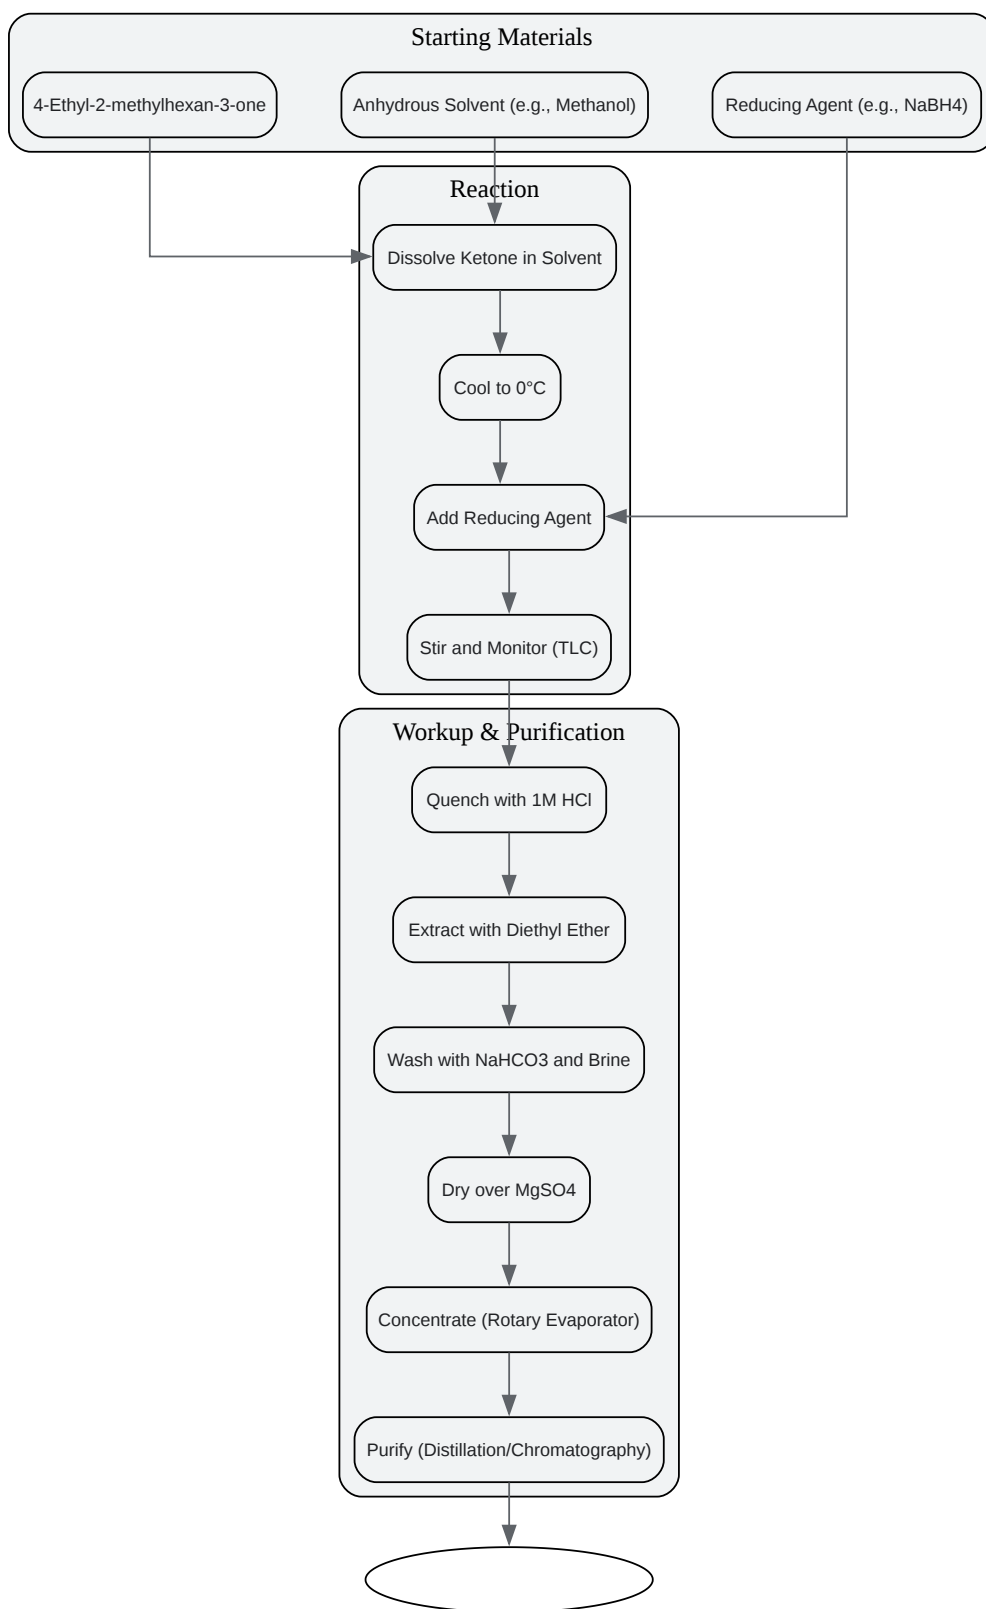 Starting Materials
4-Ethyl-2-methylhexan-3-one
Anhydrous Solvent (e.g., Methanol)
Reducing Agent (e.g., NaBH4)
Reaction
Dissolve Ketone in Solvent
Cool to 0°C
Add Reducing Agent
Stir and Monitor (TLC)
Workup & Purification
Quench with 1M HCl
Extract with Diethyl Ether
Wash with NaHCO3 and Brine
Dry over MgSO4
Concentrate (Rotary Evaporator)
Purify (Distillation/Chromatography)